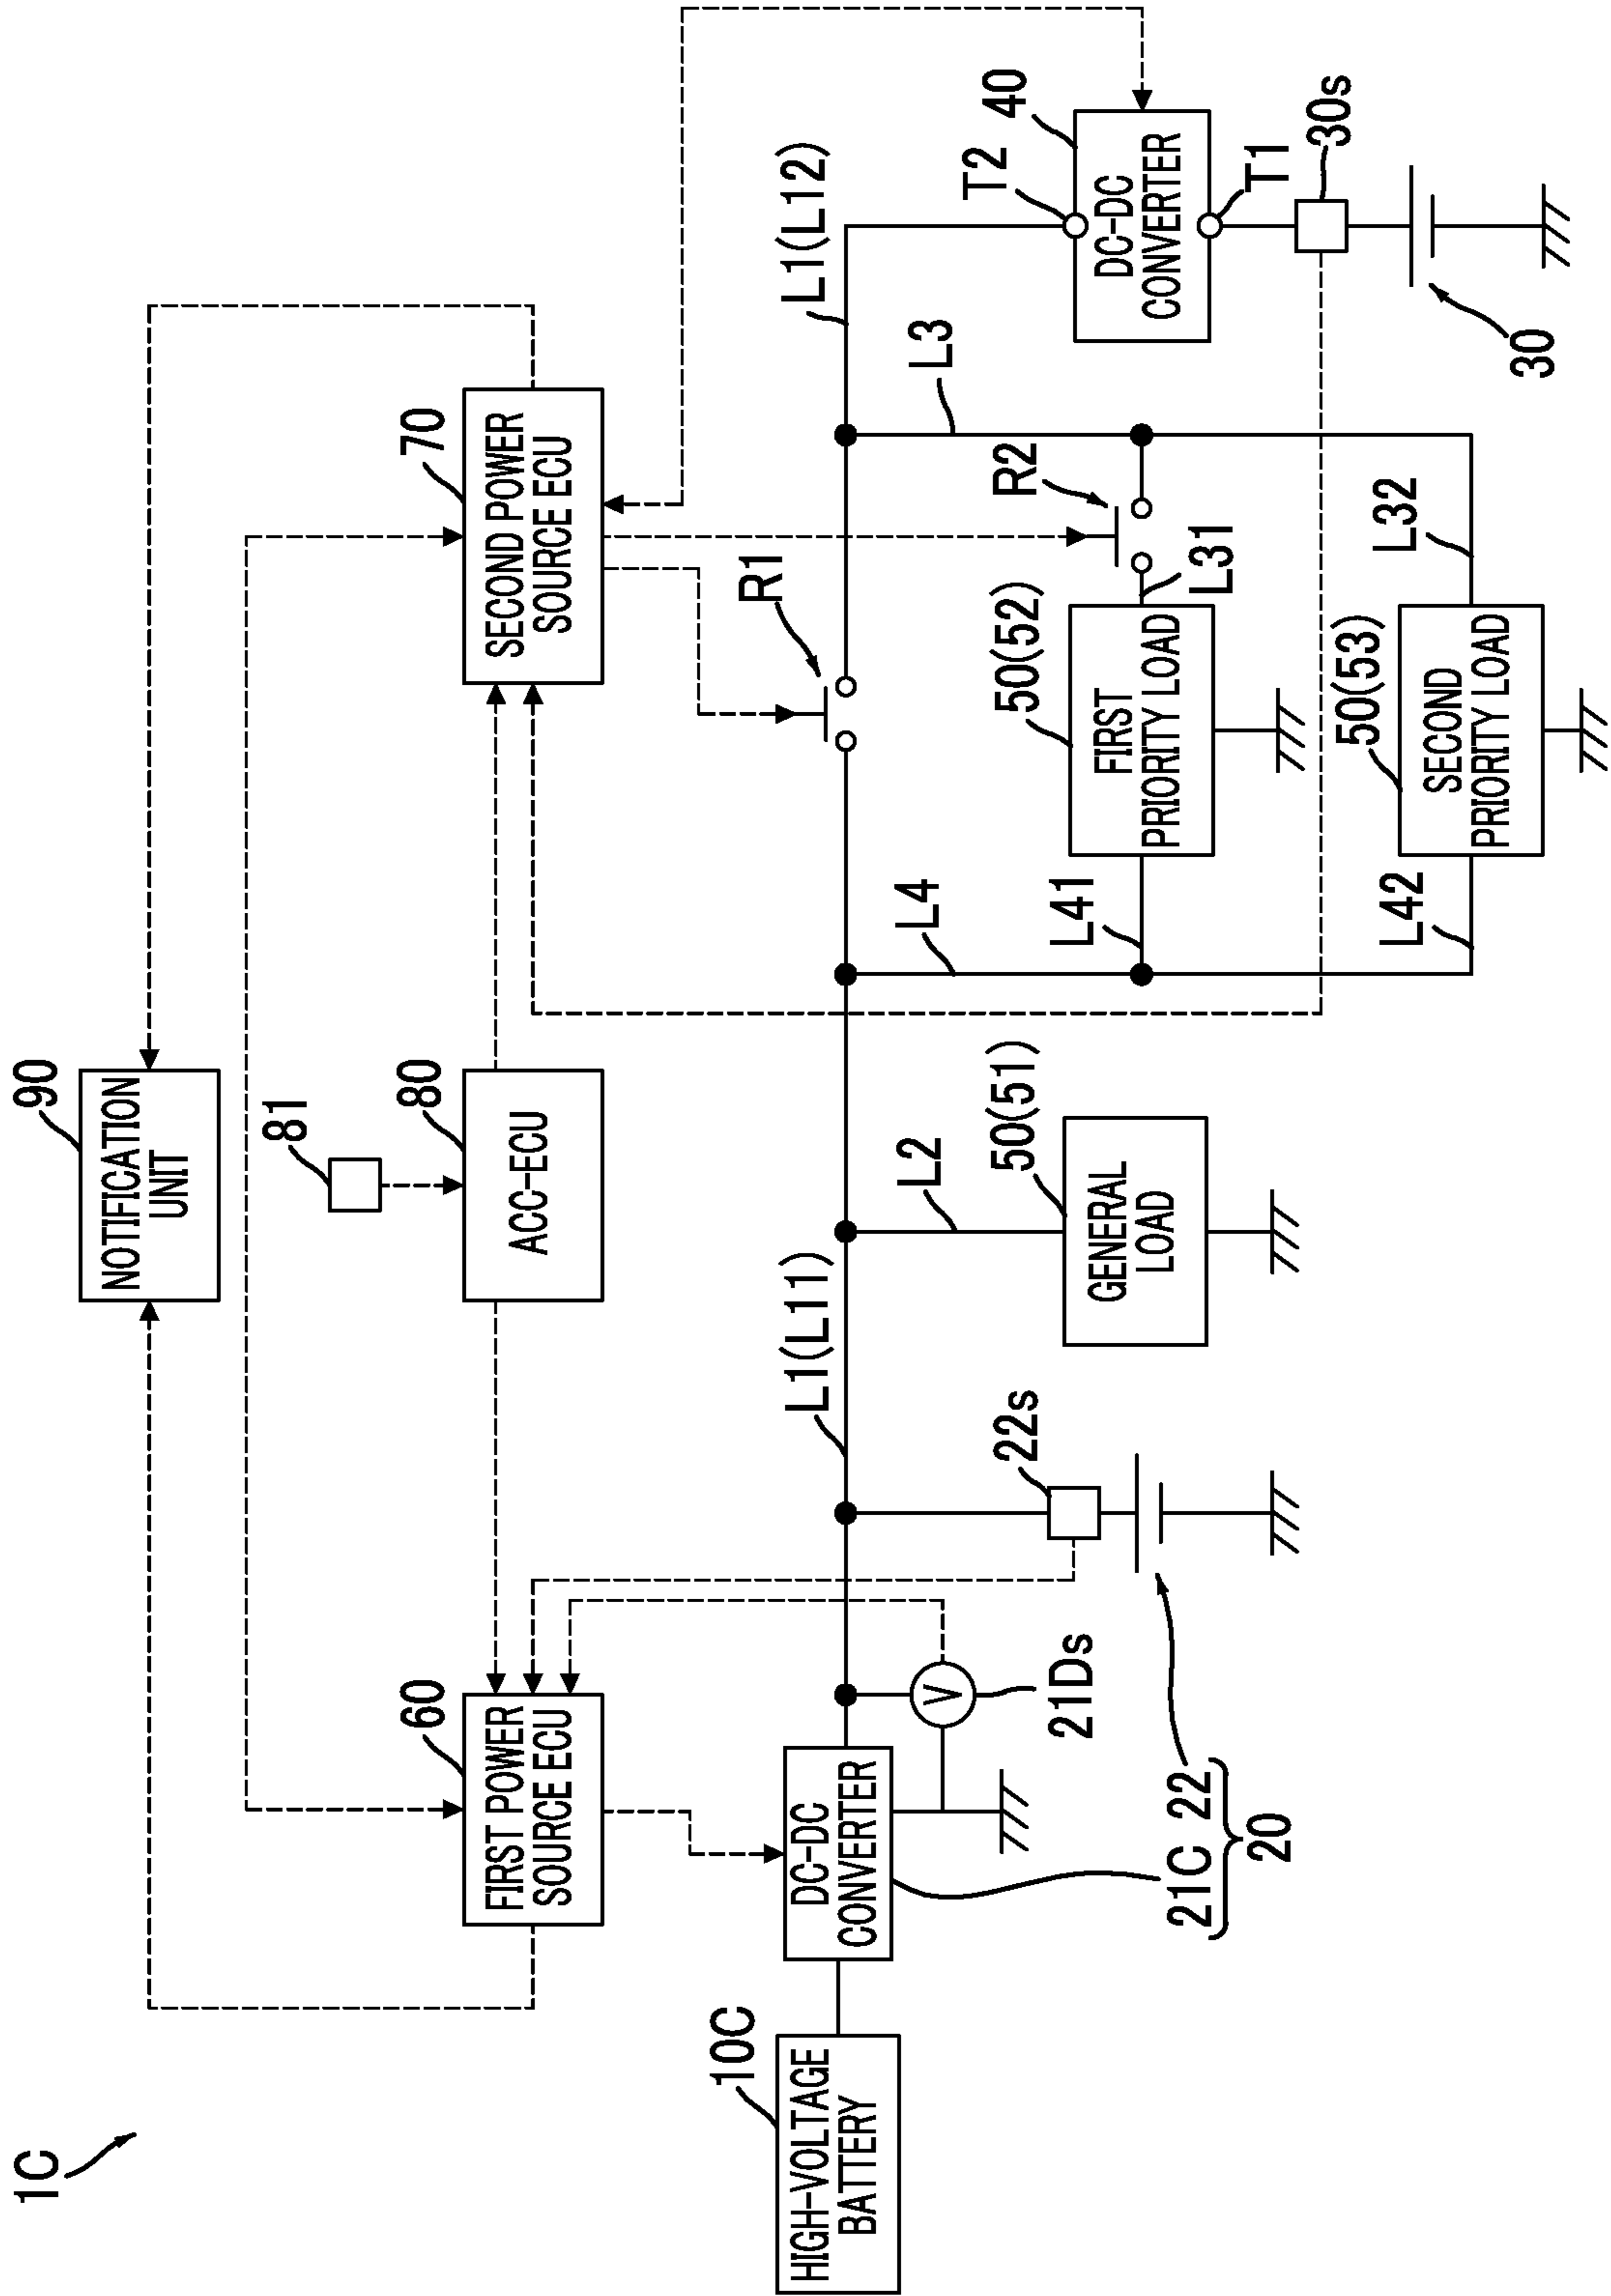 1C
90
NOTIFICATION
UNIT
81
60
FIRST POWER
SOURCE ECU
80
ACC-ECU
70
SECOND POWER
SOURCE ECU
10C
HIGH-VOLTAGE
BATTERY
DC-DC
CONVERTER
L1(L11)
R1
L1(L12)
V
21Ds
22s
L2
50(51)
GENERAL
LOAD
L4
L3
T2
40
DC-DC
CONVERTER
T1
30s
30
R2
L31
50(52)
FIRST
PRIORITY LOAD
L41
L32
50(53)
SECOND
PRIORITY LOAD
L42
21C 22
20